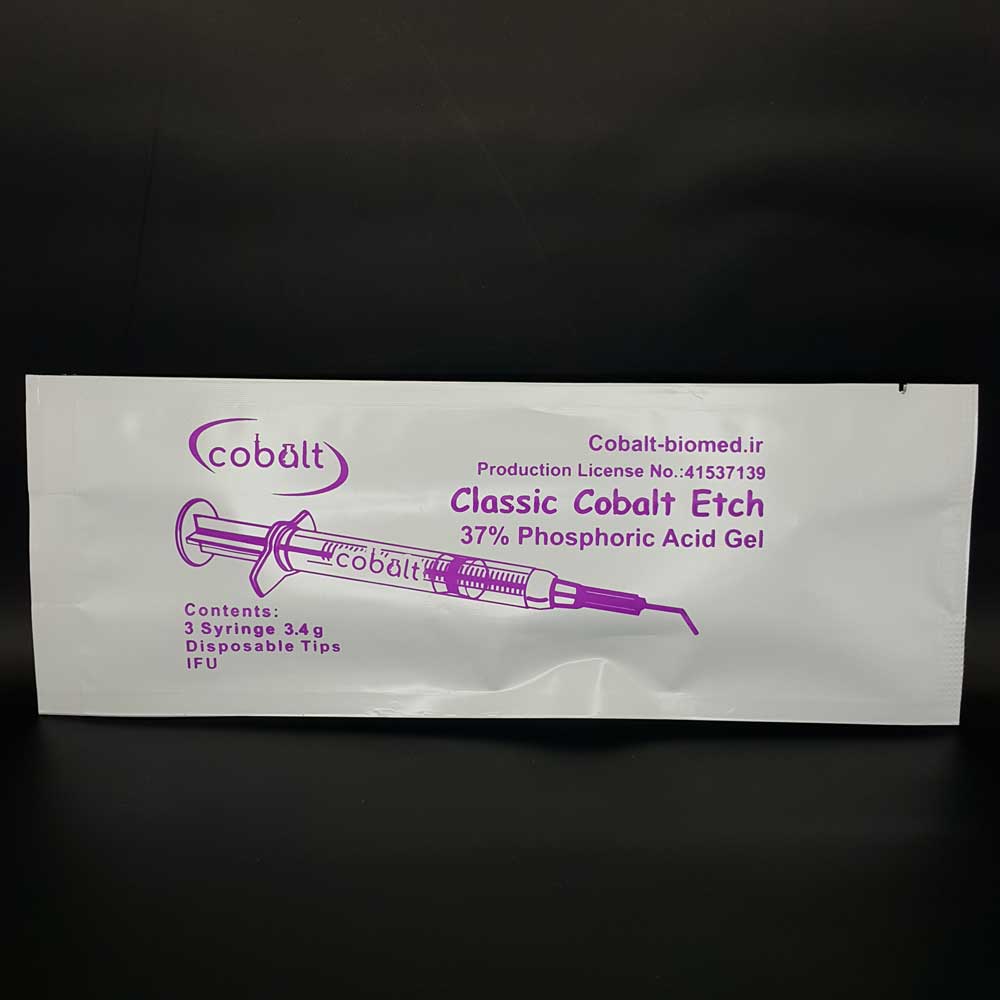 cobalt
Cobalt-biomed.ir
Production License No.:41537139
Classic Cobalt Etch
37% Phosphoric Acid Gel
cobalt
Contents:
3 Syringe 3.4 g
Disposable Tips
IFU